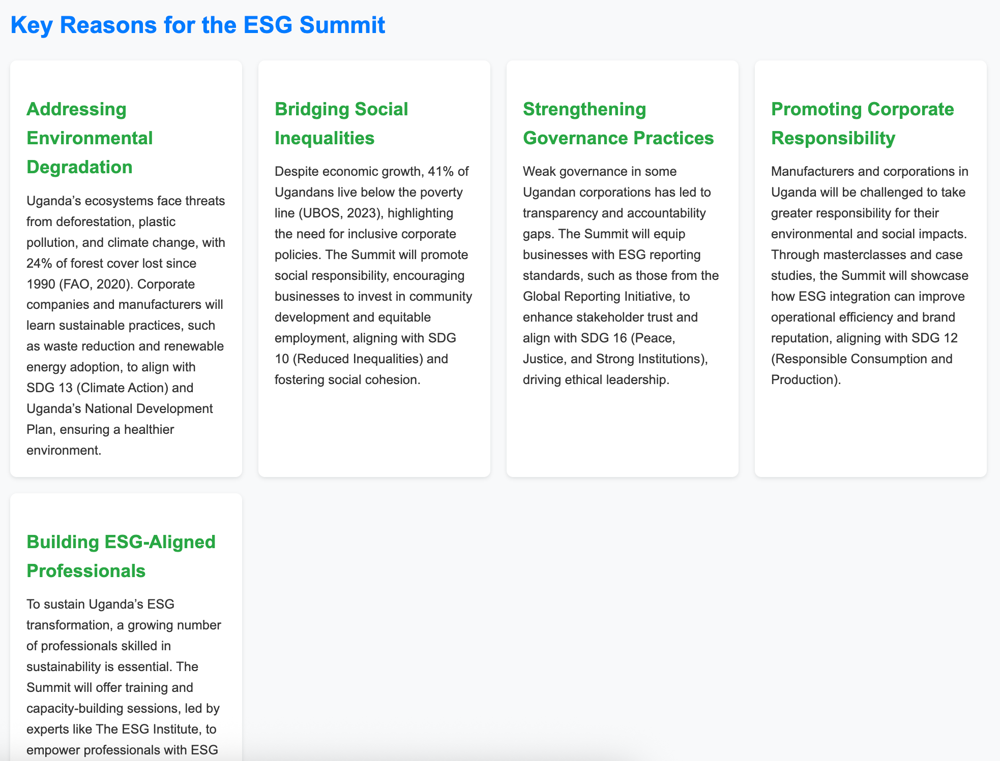 Key Reasons for the ESG Summit
Addressing
Environmental
Degradation
Uganda’s ecosystems face threats
from deforestation, plastic
pollution, and climate change, with
24% of forest cover lost since
1990 (FAO, 2020). Corporate
companies and manufacturers will
learn sustainable practices, such
as waste reduction and renewable
energy adoption, to align with
SDG 13 (Climate Action) and
Uganda’s National Development
Plan, ensuring a healthier
environment.
Bridging Social
Inequalities
Despite economic growth, 41% of
Ugandans live below the poverty
line (UBOS, 2023), highlighting
the need for inclusive corporate
policies. The Summit will promote
social responsibility, encouraging
businesses to invest in community
development and equitable
employment, aligning with SDG
10 (Reduced Inequalities) and
fostering social cohesion.
Strengthening
Governance Practices
Weak governance in some
Ugandan corporations has led to
transparency and accountability
gaps. The Summit will equip
businesses with ESG reporting
standards, such as those from the
Global Reporting Initiative, to
enhance stakeholder trust and
align with SDG 16 (Peace,
Justice, and Strong Institutions),
driving ethical leadership.
Promoting Corporate
Responsibility
Manufacturers and corporations in
Uganda will be challenged to take
greater responsibility for their
environmental and social impacts.
Through masterclasses and case
studies, the Summit will showcase
how ESG integration can improve
operational efficiency and brand
reputation, aligning with SDG 12
(Responsible Consumption and
Production).
Building ESG-Aligned
Professionals
To sustain Uganda’s ESG
transformation, a growing number
of professionals skilled in
sustainability is essential. The
Summit will offer training and
capacity-building sessions, led by
experts like The ESG Institute, to
empower professionals with ESG